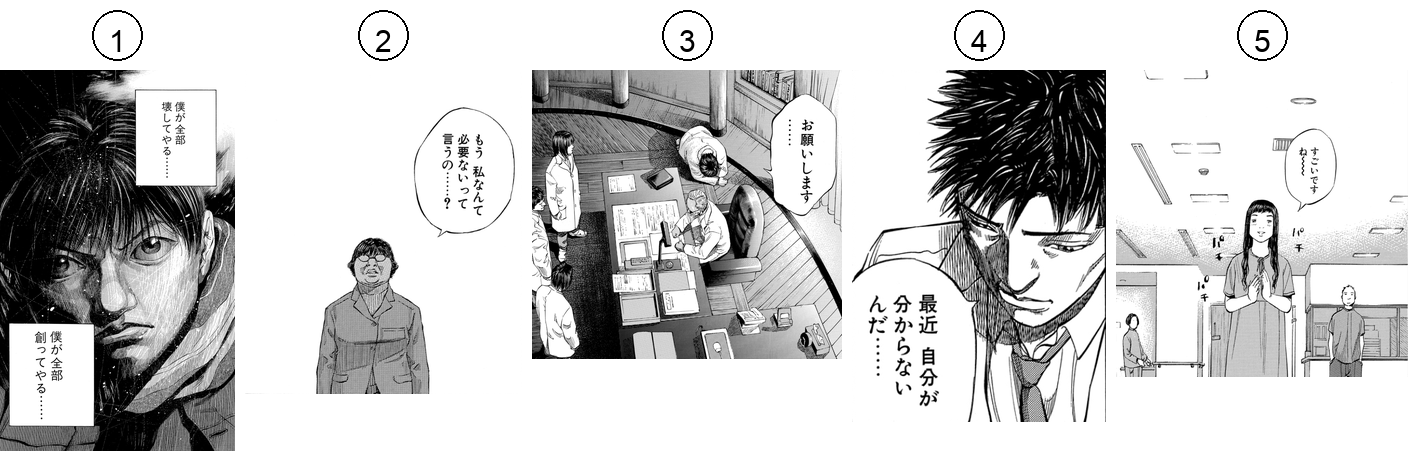 1
僕が全部
壊してやる……
僕が全部
創ってやる……
2
もう 私なんて
必要ないって
言うの……?
3
お願いします
……
4
最近 自分が
分からない
んだ……
5
すごいです
ね〜〜〜
パチ
パチ
パチ